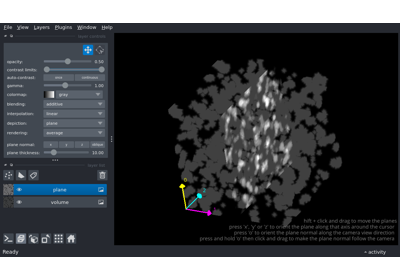 File View Layers Plugins Window Help
layer controls
opacity: 0.50
contrast limits:
auto-contrast: once continuous
gamma: 1.00
colormap: gray
blending: additive
interpolation: linear
depiction: plane
rendering: average
plane normal: x y z oblique
plane thickness: 10.00
layer list
plane
volume
shift + click and drag to move the plane
press 'x', 'y' or 'z' to orient the plane along that axis around the cursor
press 'o' to orient the plane normal along the camera view direction
press and hold 'o' then click and drag to make the plane normal follow the camera
Ready
activity